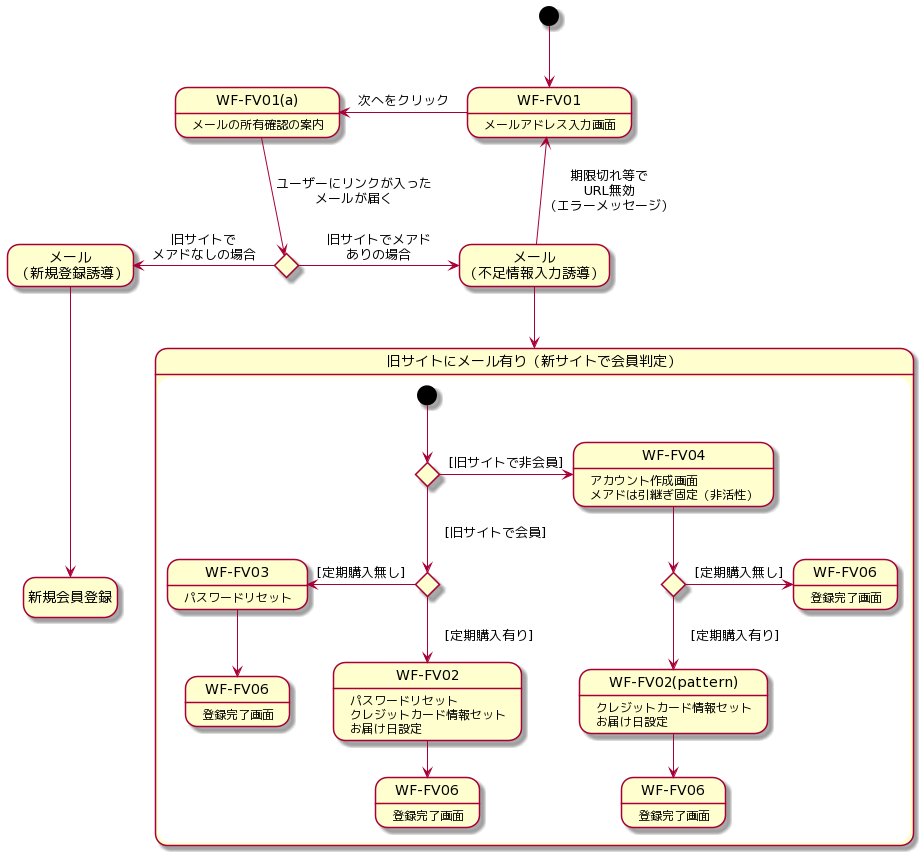 WF-FV01(a)
メールの所有確認の案内
次へをクリック
WF-FV01
メールアドレス入力画面
ユーザーにリンクが入った
メールが届く
期限切れ等で
URL無効
（エラーメッセージ）
メール
（新規登録誘導）
旧サイトで
メアドなしの場合
旧サイトでメアド
ありの場合
メール
（不足情報入力誘導）
旧サイトにメール有り（新サイトで会員判定）
[旧サイトで非会員]
WF-FV04
アカウント作成画面
メアドは引継ぎ固定（非活性）
[旧サイトで会員]
新規会員登録
WF-FV03
パスワードリセット
[定期購入無し]
[定期購入無し]
WF-FV06
登録完了画面
[定期購入有り]
[定期購入有り]
WF-FV06
登録完了画面
WF-FV02
パスワードリセット
クレジットカード情報セット
お届け日設定
WF-FV02(pattern)
クレジットカード情報セット
お届け日設定
WF-FV06
登録完了画面
WF-FV06
登録完了画面